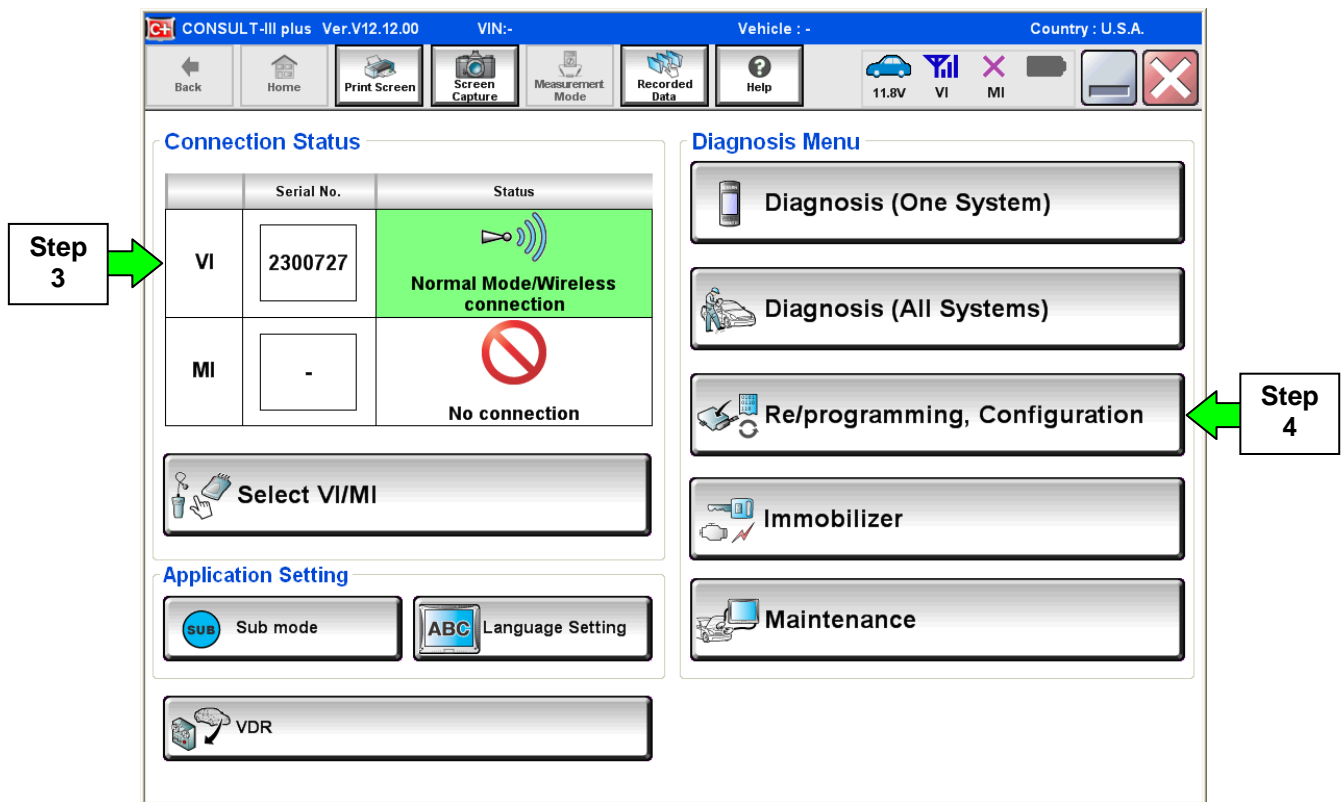 C+ CONSULT-III plus Ver.V12.12.00 VIN:- Vehicle : - Country : U.S.A.
Back
Home
Print Screen
Screen
Capture
Measurement
Mode
Recorded
Data
Help
11.8V
VI
MI
Connection Status
Serial No.
Status
Step
3
VI
2300727
Normal Mode/Wireless
connection
MI
-
No connection
Select VI/MI
Application Setting
SUB
Sub mode
ABC
Language Setting
VDR
Diagnosis Menu
Diagnosis (One System)
Diagnosis (All Systems)
Re/programming, Configuration
Step
4
Immobilizer
Maintenance